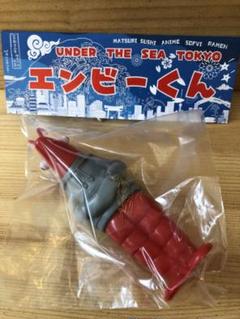 MATSURI SUSHI ANIME SOFVI RAMEN
UNDER THE SEA TOKYO
エンビーくん